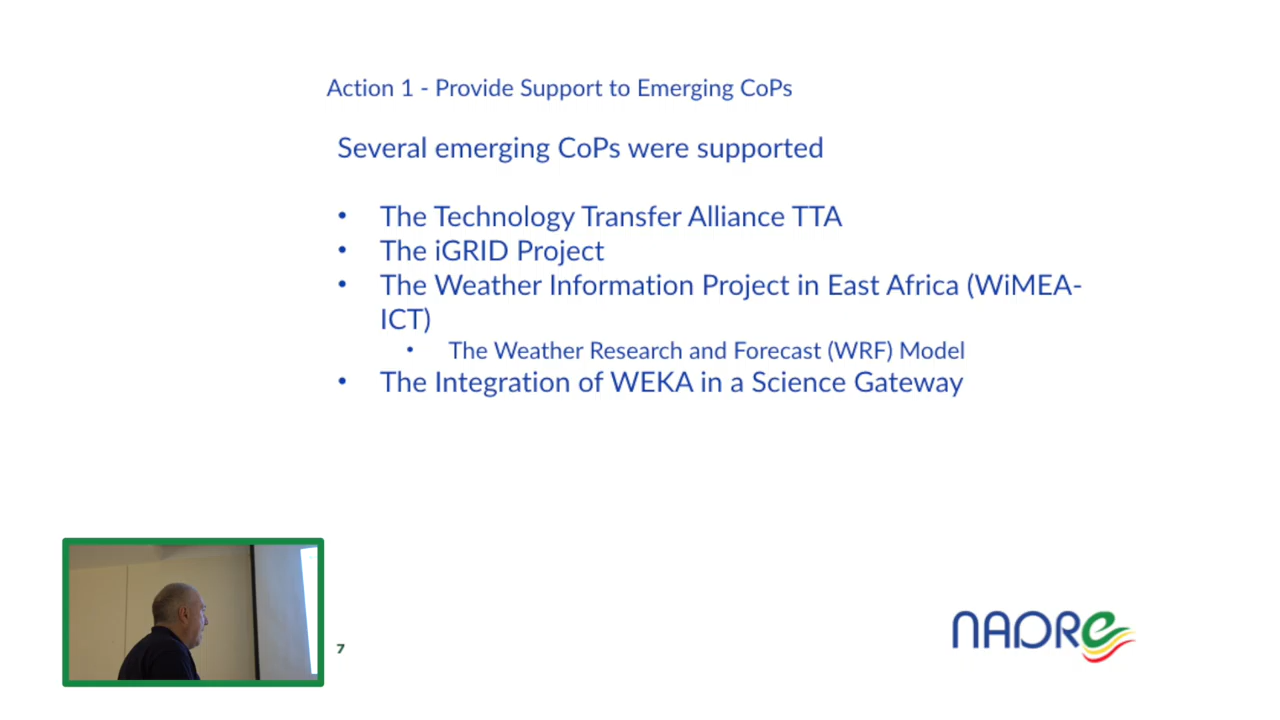 Action 1 - Provide Support to Emerging CoPs
Several emerging CoPs were supported
• The Technology Transfer Alliance TTA
• The iGRID Project
• The Weather Information Project in East Africa (WiMEA-
ICT)
• The Weather Research and Forecast (WRF) Model
• The Integration of WEKA in a Science Gateway
7
NADRe